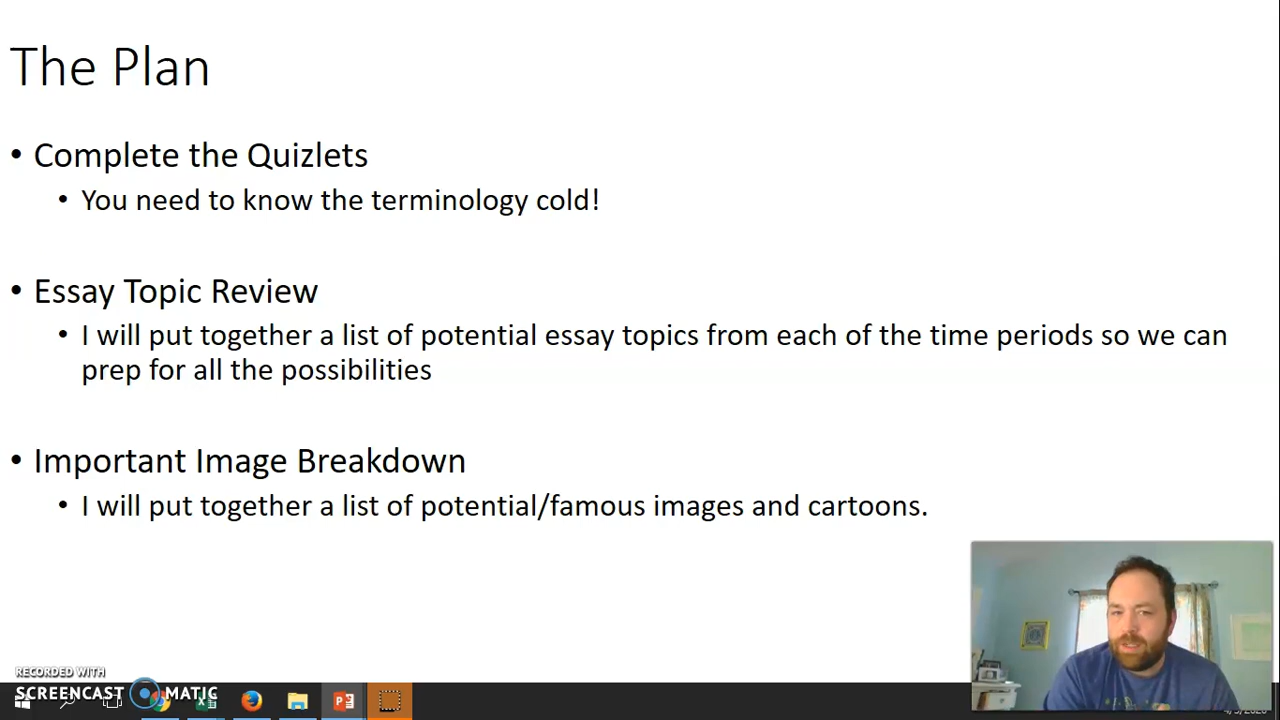 The Plan
• Complete the Quizlets
• You need to know the terminology cold!
• Essay Topic Review
• I will put together a list of potential essay topics from each of the time periods so we can
prep for all the possibilities
• Important Image Breakdown
• I will put together a list of potential/famous images and cartoons.
RECORDED WITH
SCREENCAST MATIC